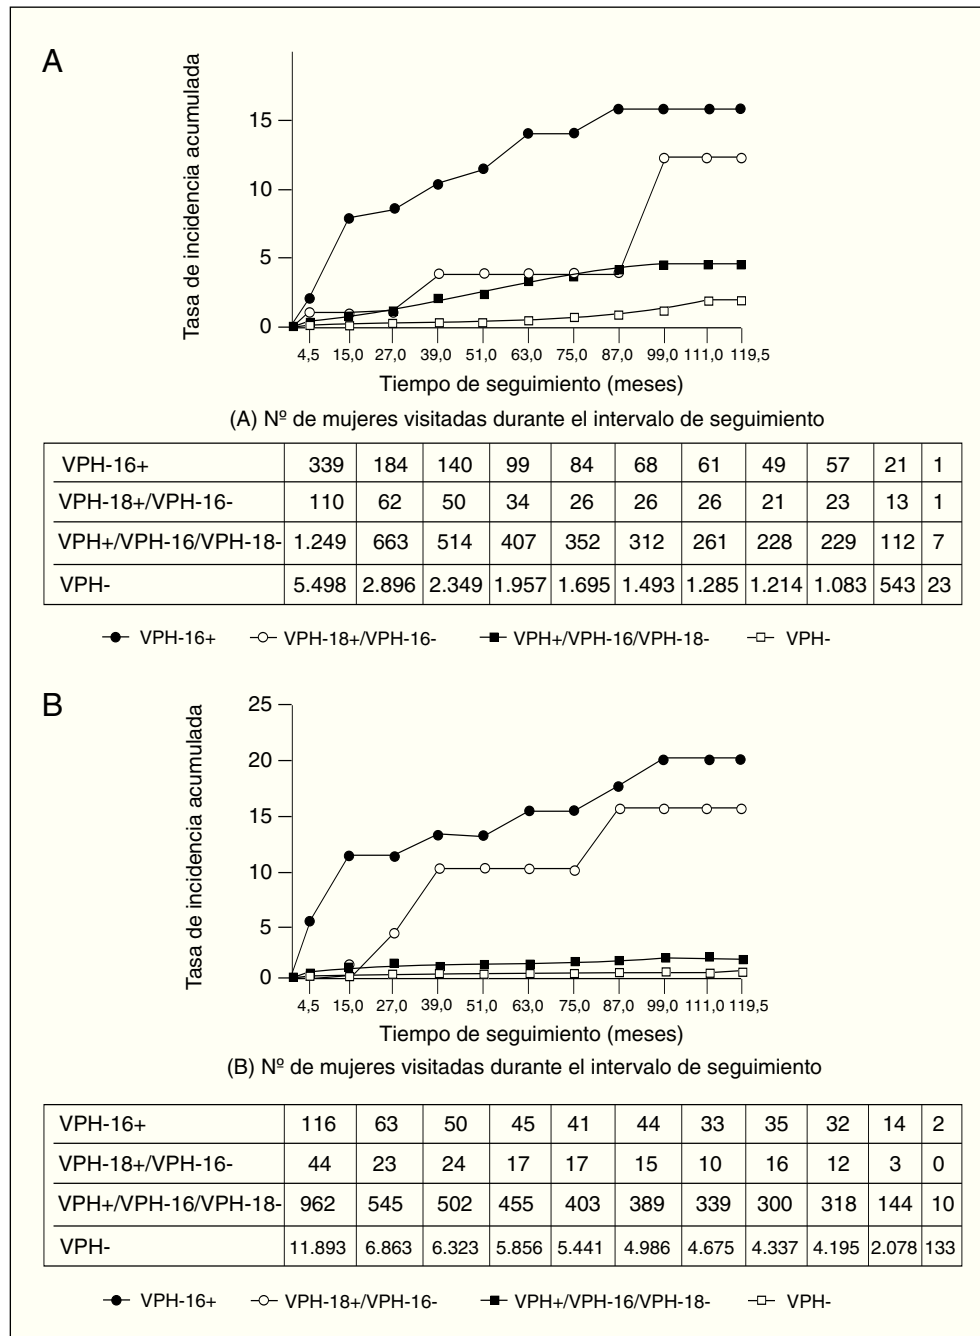 A
Tasa de incidencia acumulada
15
10
5
0
4,5 15,0 27,0 39,0 51,0 63,0 75,0 87,0 99,0 111,0 119,5
Tiempo de seguimiento (meses)
(A) Nº de mujeres visitadas durante el intervalo de seguimiento
VPH-16+ 339 184 140 99 84 68 61 49 57 21 1
VPH-18+/VPH-16- 110 62 50 34 26 26 26 21 23 13 1
VPH+/VPH-16/VPH-18- 1.249 663 514 407 352 312 261 228 229 112 7
VPH- 5.498 2.896 2.349 1.957 1.695 1.493 1.285 1.214 1.083 543 23
VPH-16+ VPH-18+/VPH-16- VPH+/VPH-16/VPH-18- VPH-
B
Tasa de incidencia acumulada
25
20
15
10
5
0
4,5 15,0 27,0 39,0 51,0 63,0 75,0 87,0 99,0 111,0 119,5
Tiempo de seguimiento (meses)
(B) Nº de mujeres visitadas durante el intervalo de seguimiento
VPH-16+ 116 63 50 45 41 44 33 35 32 14 2
VPH-18+/VPH-16- 44 23 24 17 17 15 10 16 12 3 0
VPH+/VPH-16/VPH-18- 962 545 502 455 403 389 339 300 318 144 10
VPH- 11.893 6.863 6.323 5.856 5.441 4.986 4.675 4.337 4.195 2.078 133
VPH-16+ VPH-18+/VPH-16- VPH+/VPH-16/VPH-18- VPH-